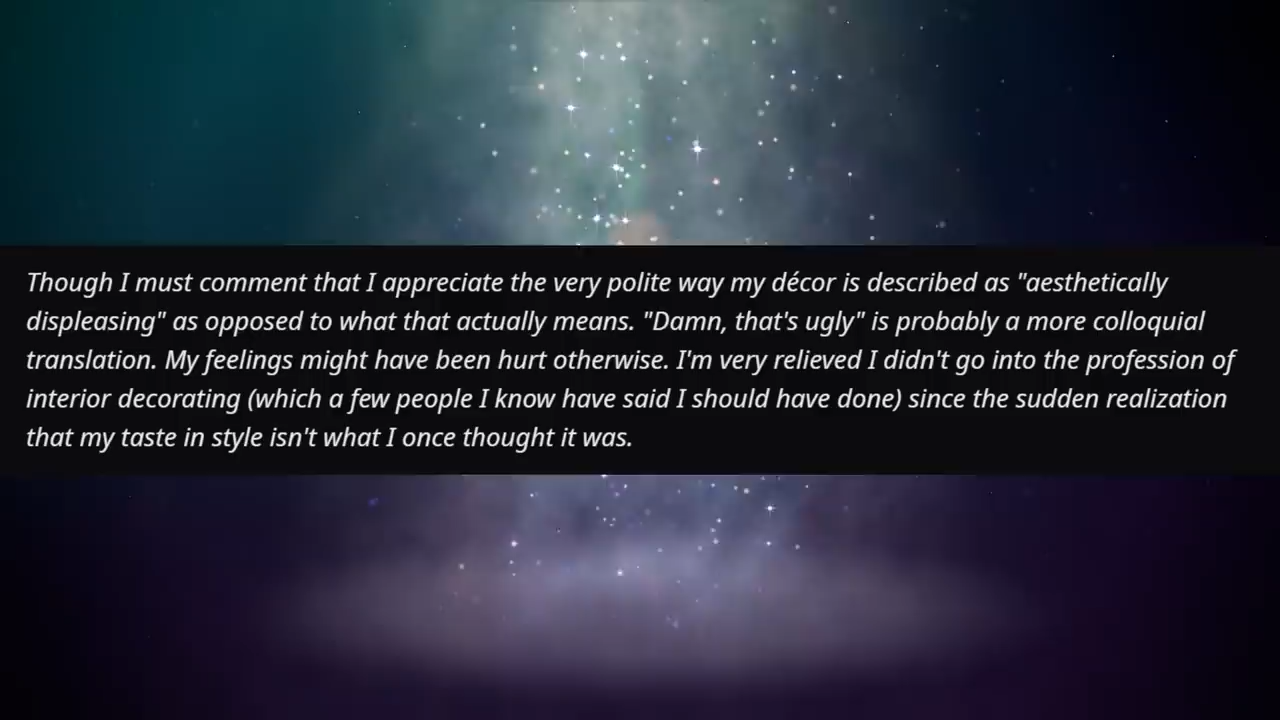 Though I must comment that I appreciate the very polite way my décor is described as "aesthetically
displeasing" as opposed to what that actually means. "Damn, that's ugly" is probably a more colloquial
translation. My feelings might have been hurt otherwise. I'm very relieved I didn't go into the profession of
interior decorating (which a few people I know have said I should have done) since the sudden realization
that my taste in style isn't what I once thought it was.